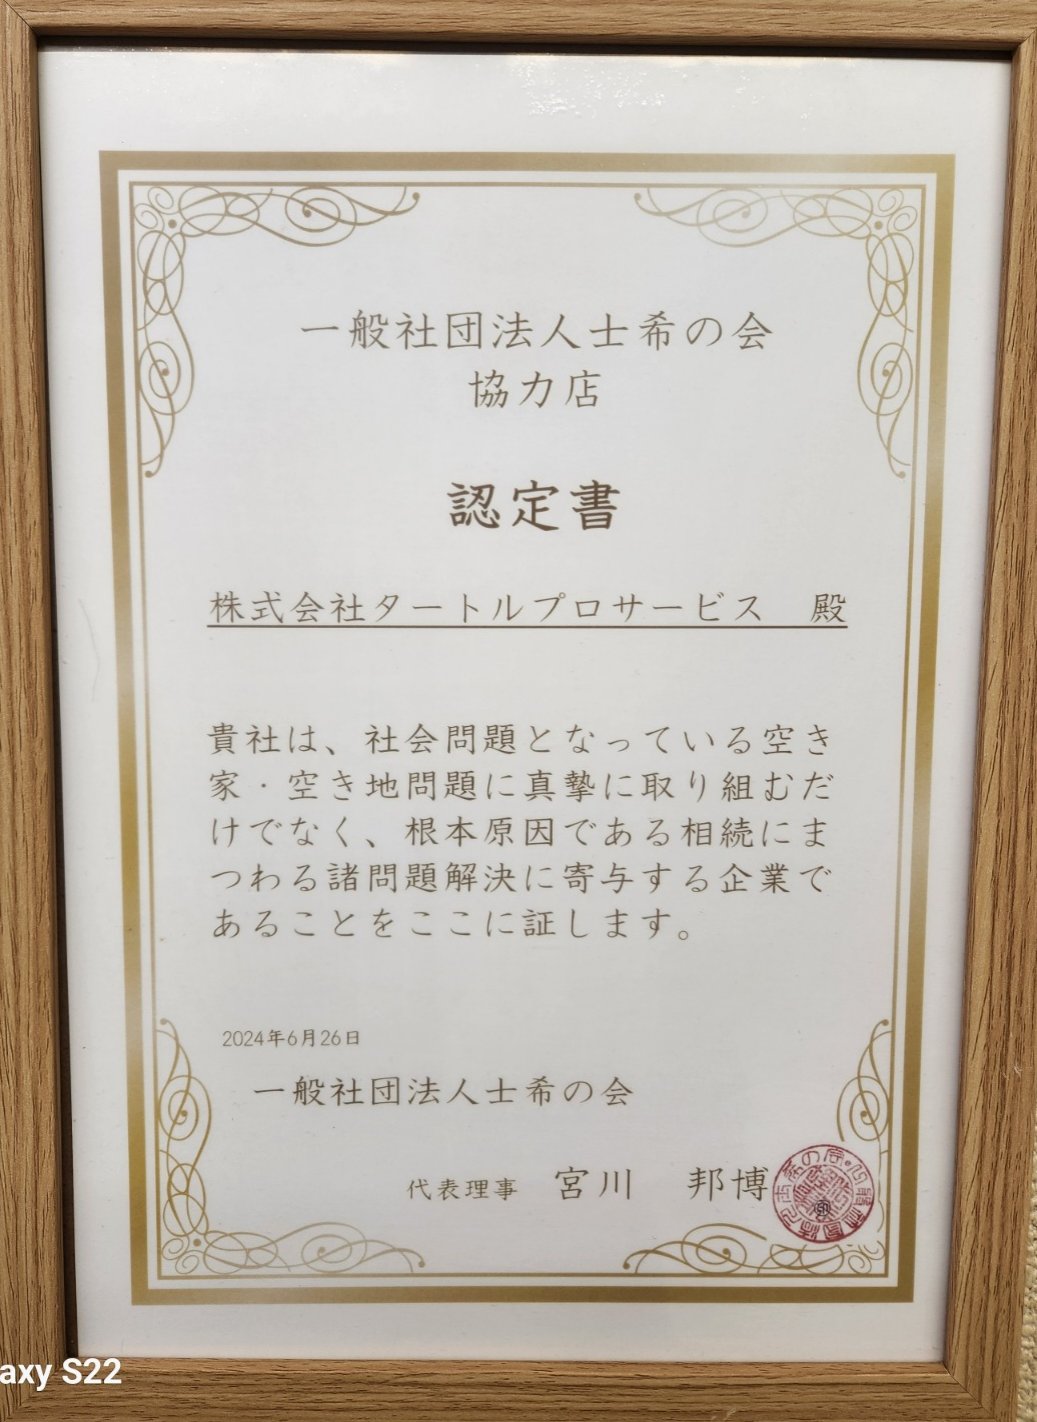 一般社団法人士希の会
協力店
認定書
株式会社タートルプロサービス　殿
貴社は、社会問題となっている空き
家・空き地問題に真摯に取り組むだ
けでなく、根本原因である相続にま
つわる諸問題解決に寄与する企業で
あることをここに証します。
2024年6月26日
一般社団法人士希の会
代表理事　宮川　邦博
axy S22